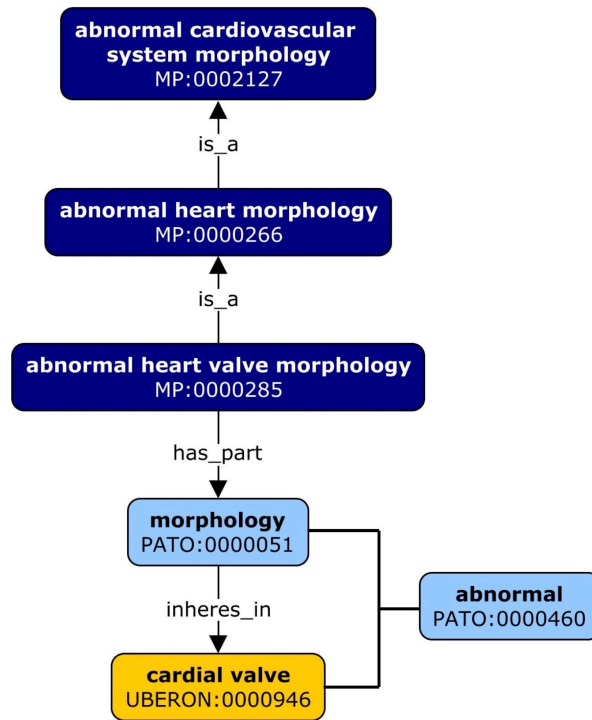 abnormal cardiovascular
system morphology
MP:0002127
is_a
abnormal heart morphology
MP:0000266
is_a
abnormal heart valve morphology
MP:0000285
has_part
morphology
PATO:0000051
abnormal
PATO:0000460
inheres_in
cardial valve
UBERON:0000946